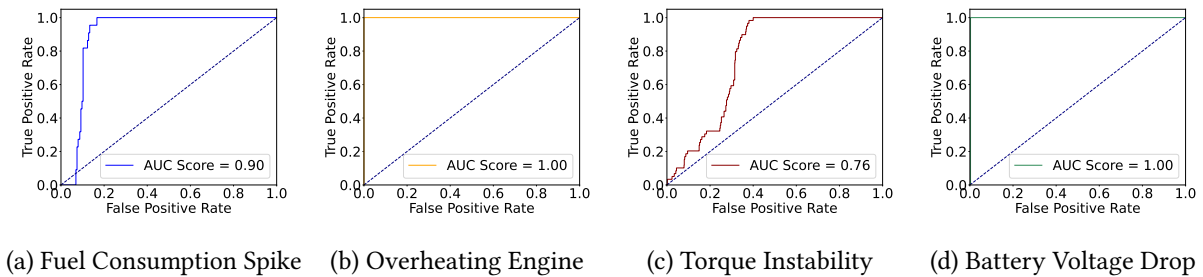 True Positive Rate
1.0
0.8
0.6
0.4
0.2
0.0
0.0 0.2 0.4 0.6 0.8 1.0
False Positive Rate
AUC Score = 0.90
(a) Fuel Consumption Spike
True Positive Rate
1.0
0.8
0.6
0.4
0.2
0.0
0.0 0.2 0.4 0.6 0.8 1.0
False Positive Rate
AUC Score = 1.00
(b) Overheating Engine
True Positive Rate
1.0
0.8
0.6
0.4
0.2
0.0
0.0 0.2 0.4 0.6 0.8 1.0
False Positive Rate
AUC Score = 0.76
(c) Torque Instability
True Positive Rate
1.0
0.8
0.6
0.4
0.2
0.0
0.0 0.2 0.4 0.6 0.8 1.0
False Positive Rate
AUC Score = 1.00
(d) Battery Voltage Drop